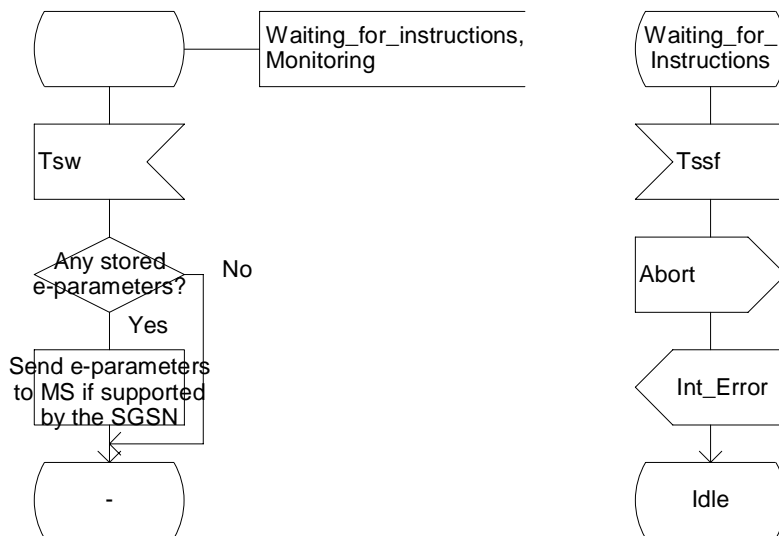 Waiting_for_instructions,
Monitoring
Tsw
Any stored
e-parameters?
No
Yes
Send e-parameters
to MS if supported
by the SGSN
-
Waiting_for_
Instructions
Tssf
Abort
Int_Error
Idle